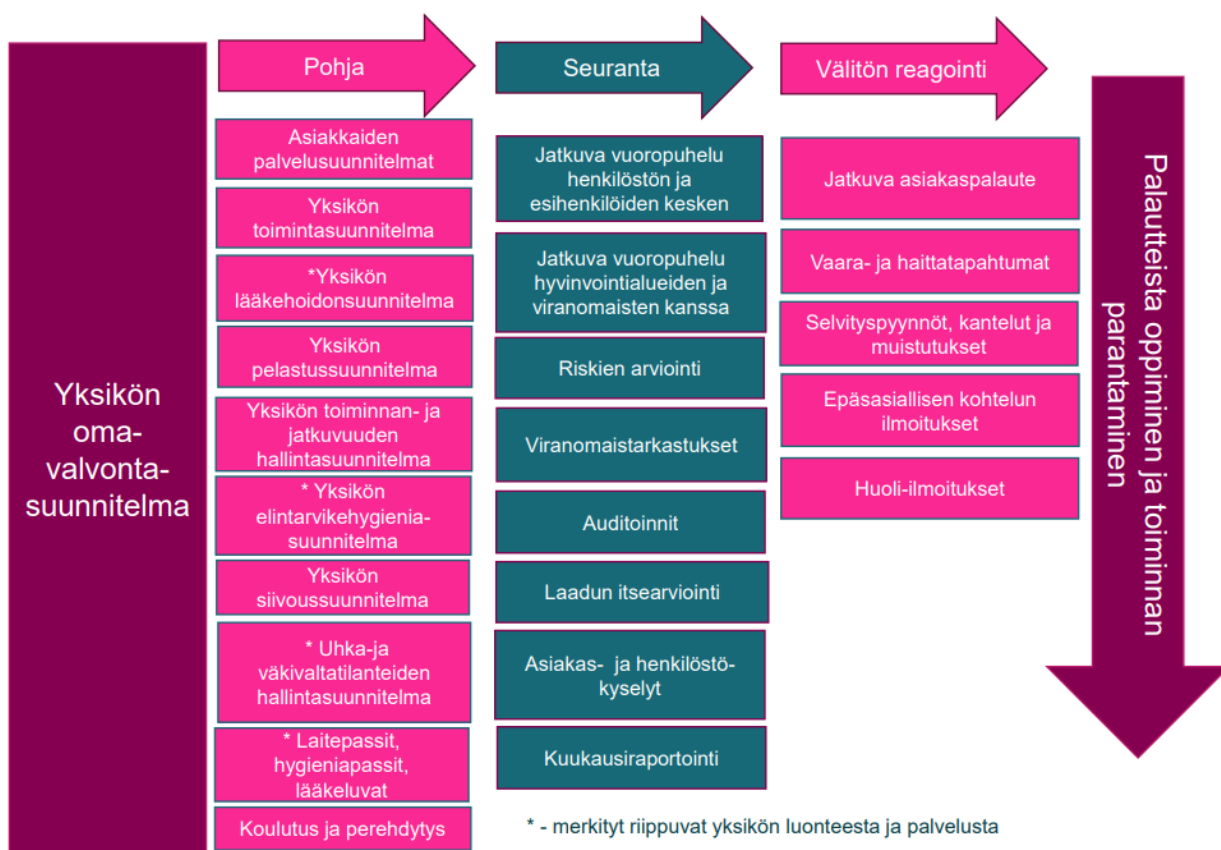 Yksikön
oma-
valvonta-
suunnitelma
Pohja
Asiakkaiden
palvelusuunnitelmat
Yksikön
toimintasuunnitelma
*Yksikön
lääkehoidonsuunnitelma
Yksikön
pelastussuunnitelma
Yksikön toiminnan- ja
jatkuvuuden
hallintasuunnitelma
* Yksikön
elintarvikehygienia-
suunnitelma
Yksikön
siivoussuunnitelma
* Uhka-ja
väkivaltatilanteiden
hallintasuunnitelma
* Laitepassit,
hygieniapassit,
lääkeluvat
Koulutus ja perehdytys
Seuranta
Jatkuva vuoropuhelu
henkilöstön ja
esihenkilöiden kesken
Jatkuva vuoropuhelu
hyvinvointialueiden ja
viranomaisten kanssa
Riskien arviointi
Viranomaistarkastukset
Auditoinnit
Laadun itsearviointi
Asiakas- ja henkilöstö-
kyselyt
Kuukausiraportointi
Välitön reagointi
Jatkuva asiakaspalaute
Vaara- ja haittatapahtumat
Selvityspyynnöt, kantelut ja
muistutukset
Epäsasiallisen kohtelun
ilmoitukset
Huoli-ilmoitukset
Palautteista oppiminen ja toiminnan
parantaminen
* - merkityt riippuvat yksikön luonteesta ja palvelusta